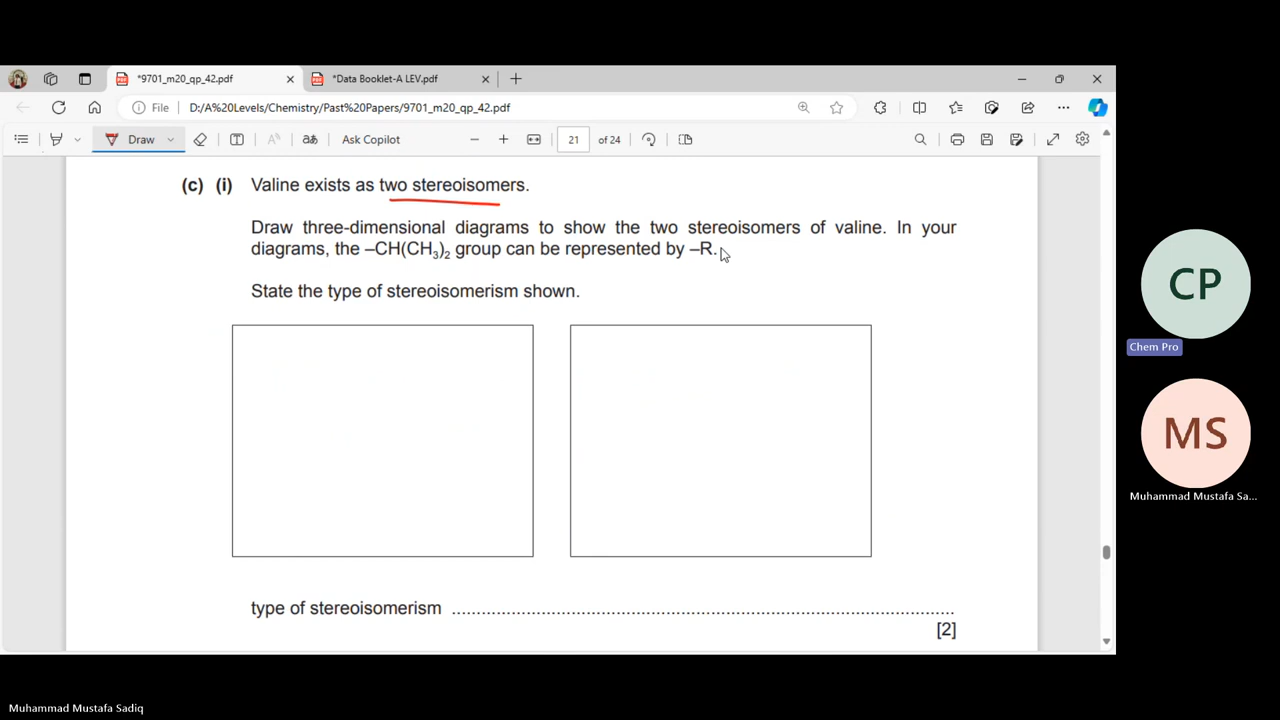 *9701_m20_qp_42.pdf
*Data Booklet-A LEV.pdf
File
D:/A%20Levels/Chemistry/Past%20Papers/9701_m20_qp_42.pdf
Draw
Ask Copilot
21
of 24
(c) (i) Valine exists as two stereoisomers.
Draw three-dimensional diagrams to show the two stereoisomers of valine. In your
diagrams, the –CH(CH₃)₂ group can be represented by –R.
State the type of stereoisomerism shown.
type of stereoisomerism ....................................................................................................
[2]
CP
Chem Pro
MS
Muhammad Mustafa Sa...
Muhammad Mustafa Sadiq